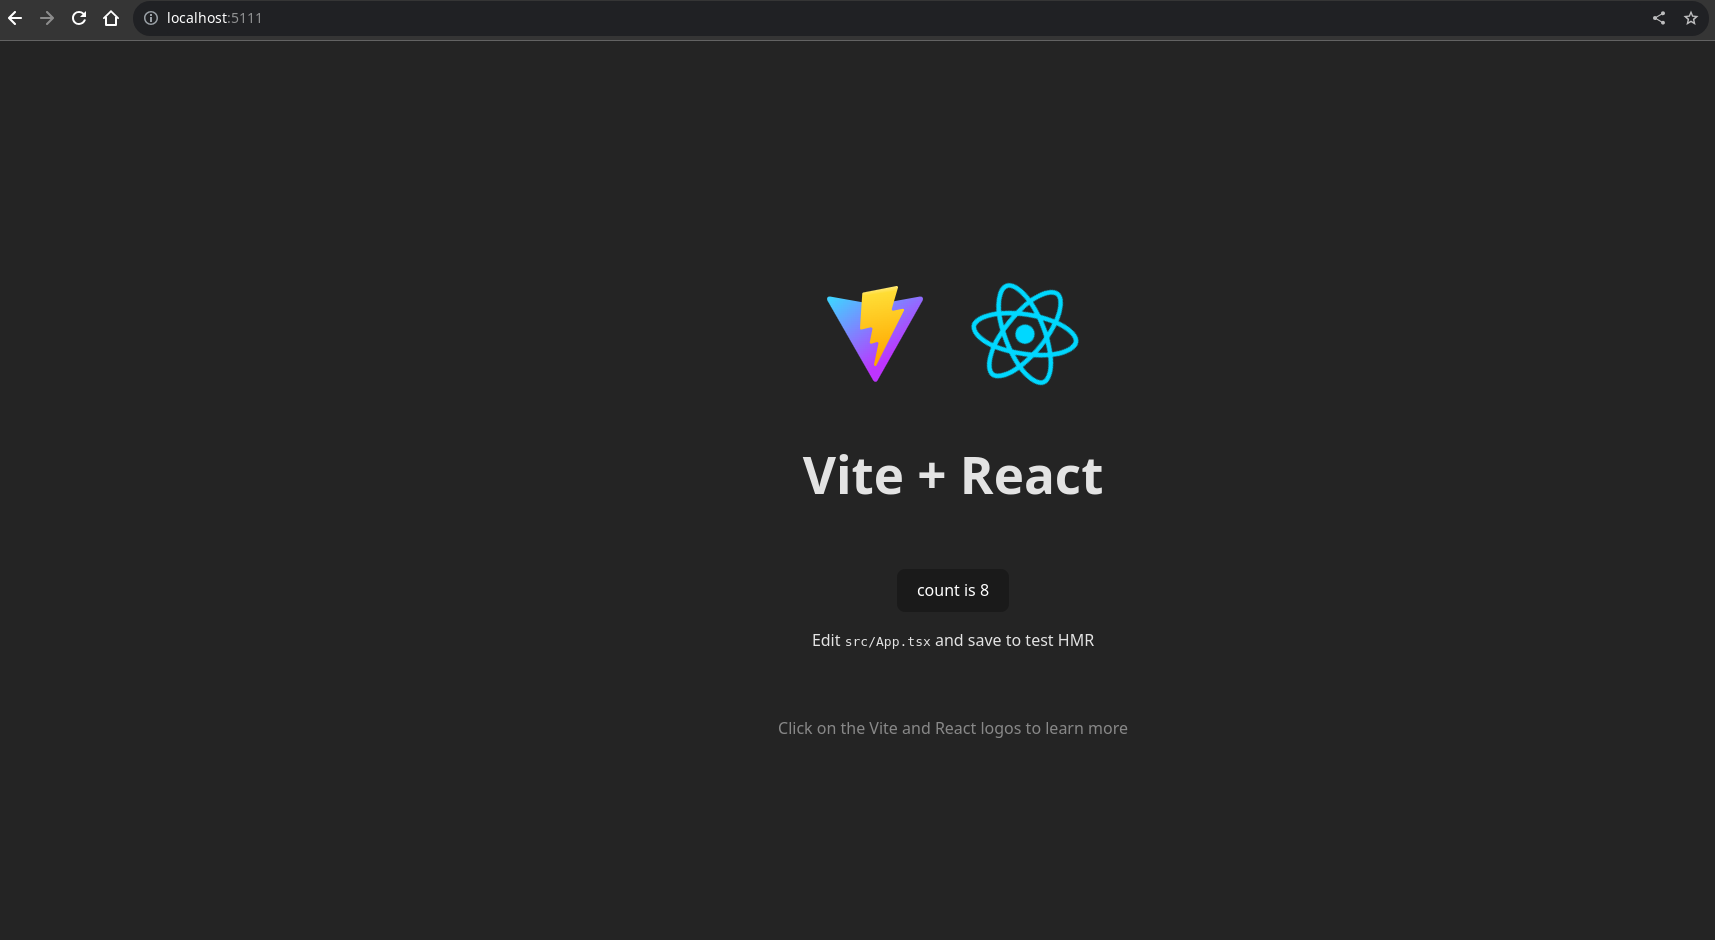 localhost:5111
Vite + React
count is 8
Edit src/App.tsx and save to test HMR
Click on the Vite and React logos to learn more